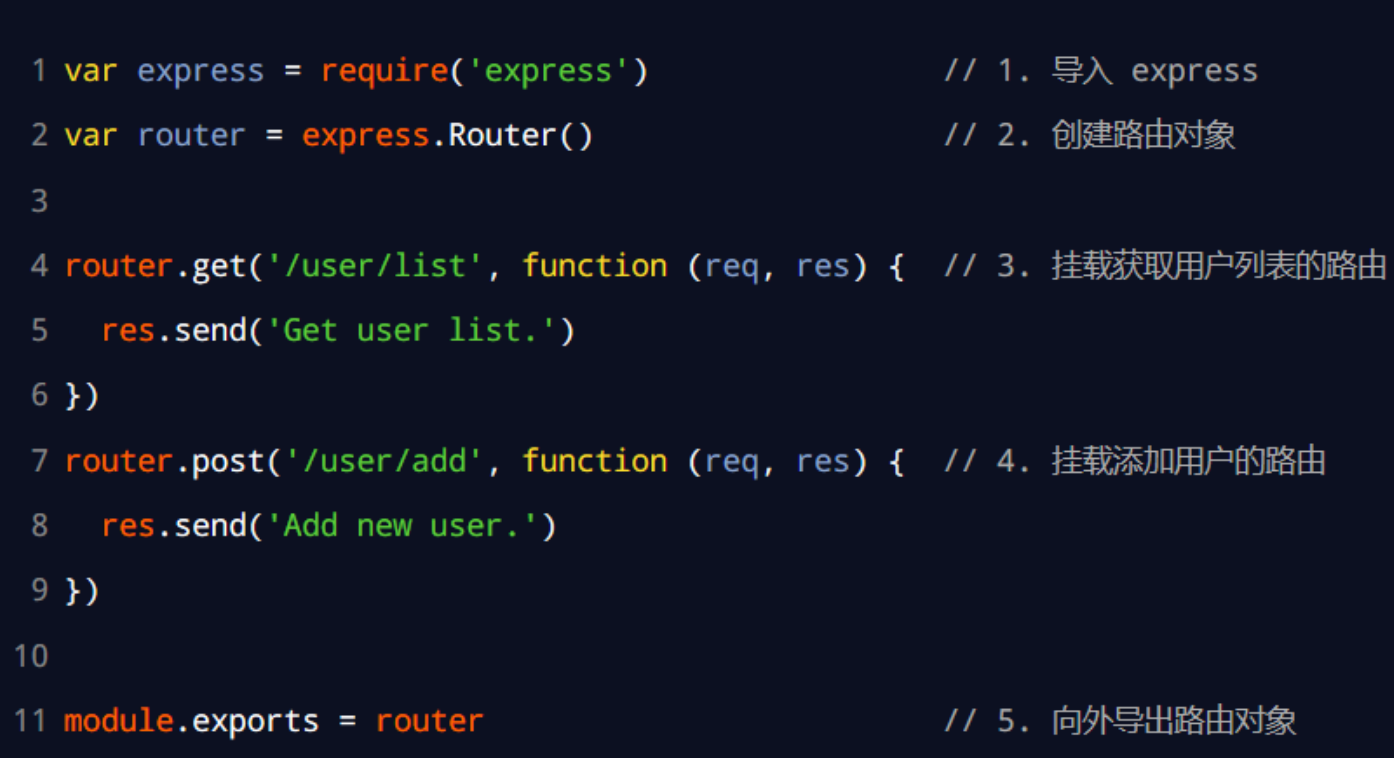 1 var express = require('express') // 1. 导入 express
2 var router = express.Router() // 2. 创建路由对象
3
4 router.get('/user/list', function (req, res) { // 3. 挂载获取用户列表的路由
5   res.send('Get user list.')
6 })
7 router.post('/user/add', function (req, res) { // 4. 挂载添加用户的路由
8   res.send('Add new user.')
9 })
10
11 module.exports = router // 5. 向外导出路由对象